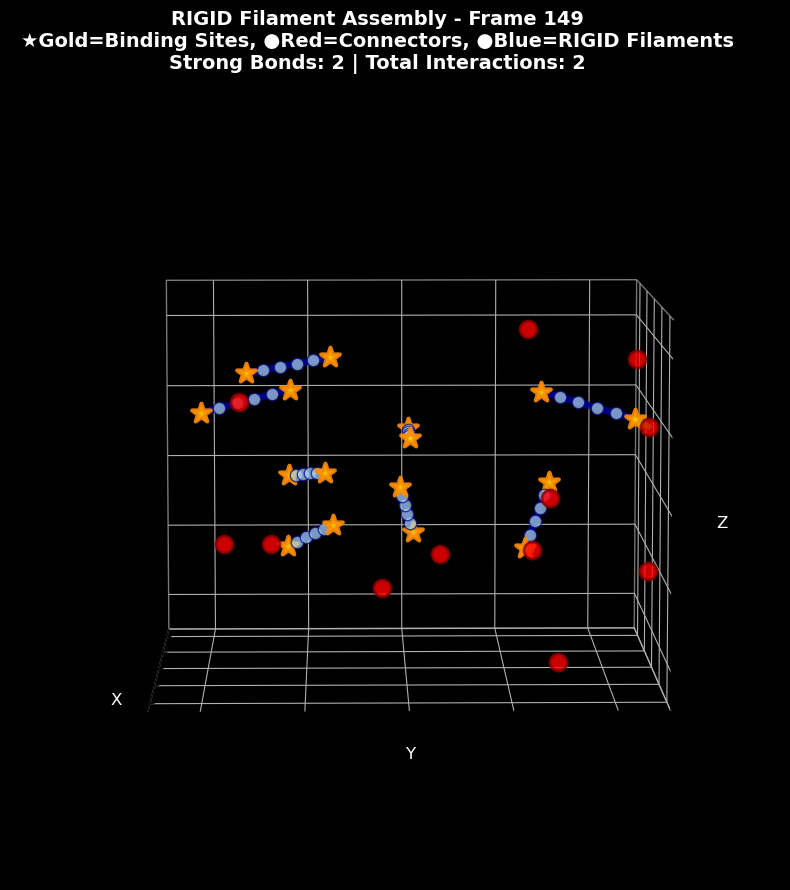 RIGID Filament Assembly - Frame 149
★Gold=Binding Sites, ●Red=Connectors, ●Blue=RIGID Filaments
Strong Bonds: 2 | Total Interactions: 2
Z
X
Y